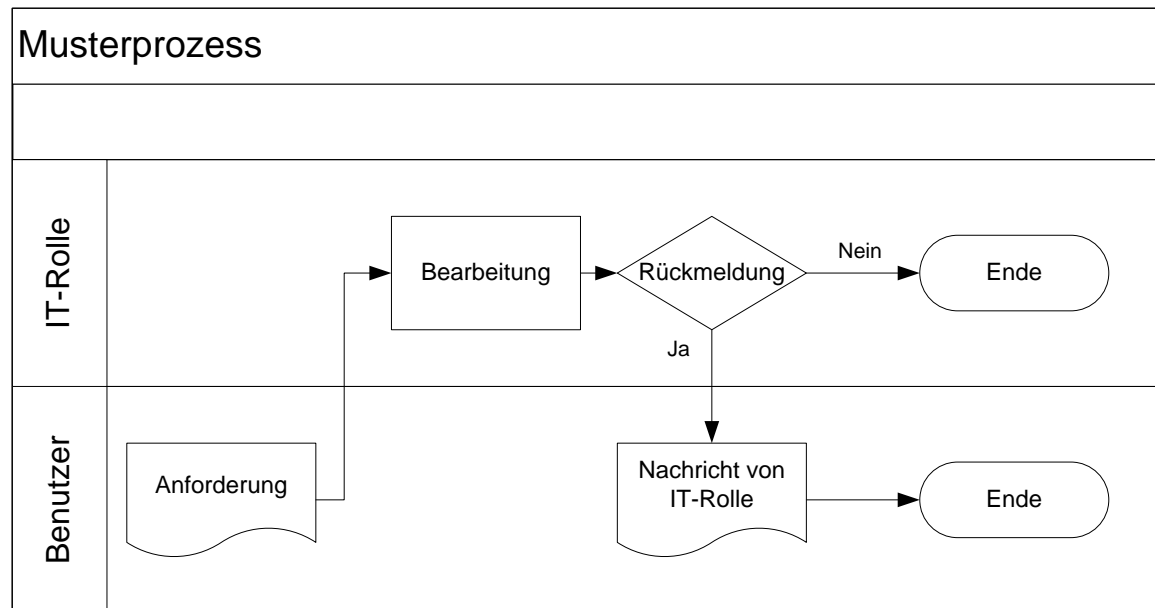 Musterprozess
IT-Rolle
Bearbeitung
Rückmeldung
Nein
Ende
Ja
Benutzer
Anforderung
Nachricht von
IT-Rolle
Ende